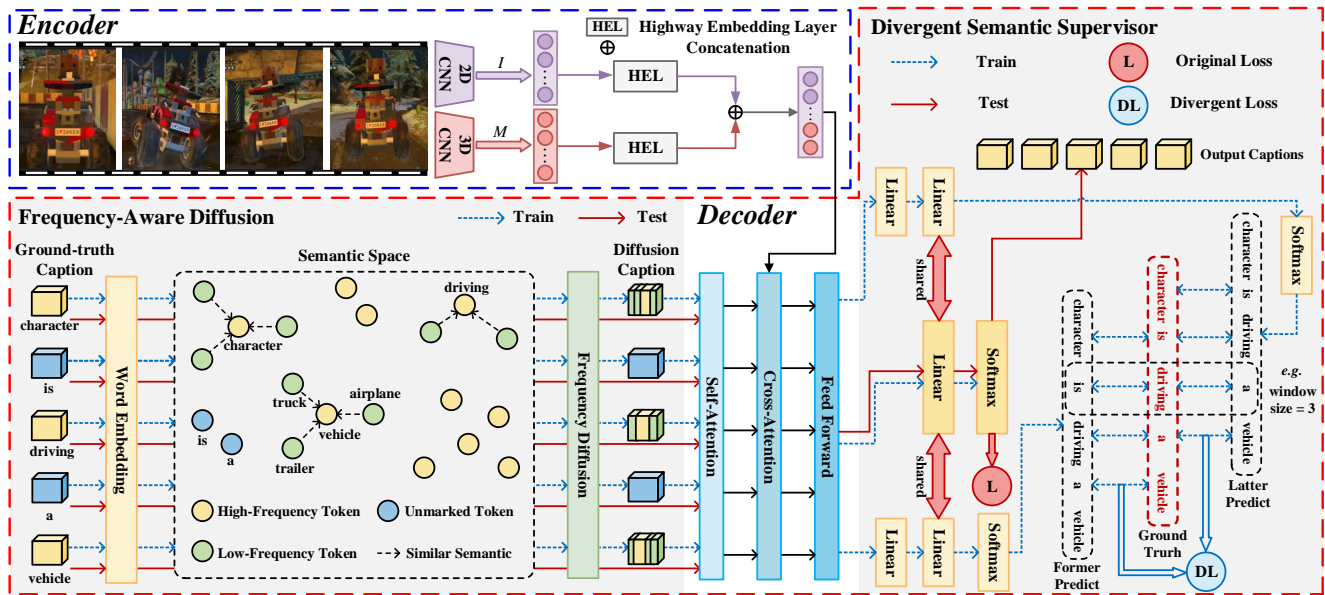 Encoder
2D CNN
3D CNN
I
M
HEL
HEL
HEL Highway Embedding Layer
⊕ Concatenation
Divergent Semantic Supervisor
Train
L Original Loss
Test
DL Divergent Loss
Output Captions
Frequency-Aware Diffusion
Train
Test
Decoder
Ground-truth
Caption
character
is
driving
a
vehicle
Word Embedding
Semantic Space
character
driving
truck
airplane
vehicle
trailer
is
a
High-Frequency Token
Unmarked Token
Low-Frequency Token
Similar Semantic
Frequency Diffusion
Diffusion
Caption
Self-Attention
Cross-Attention
Feed Forward
Linear
Linear
shared
Linear
Softmax
shared
L
Linear
Linear
Softmax
Softmax
character is driving a vehicle
character is driving a vehicle
character is driving a vehicle
e.g.
window
size = 3
Latter
Predict
Ground
Truth
Former
Predict
DL